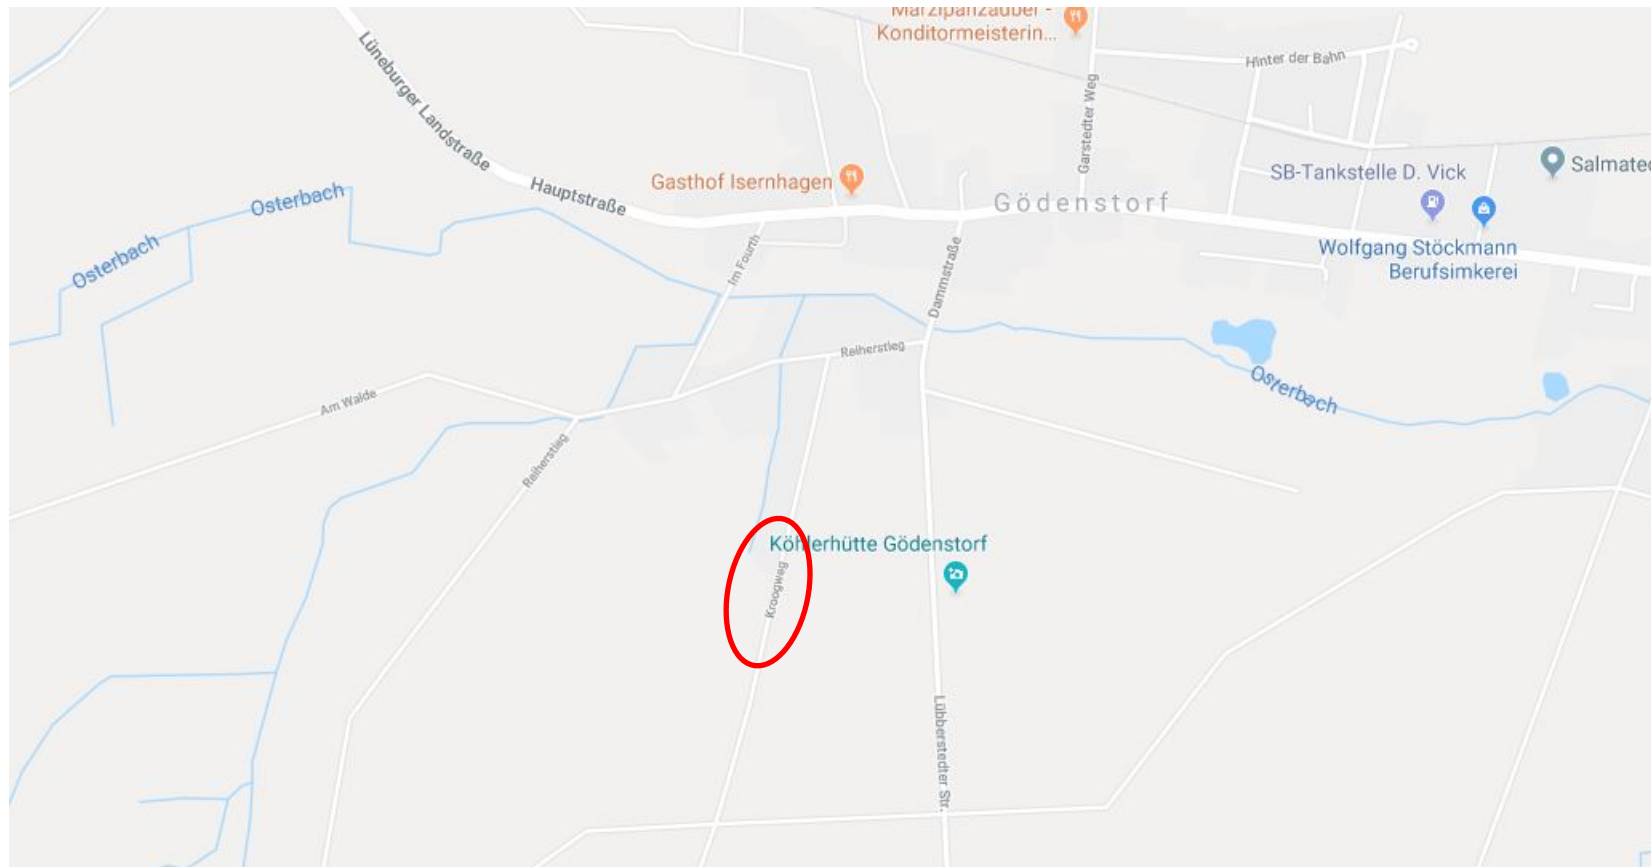 Marzipanzauber -
Konditormeisterin...
Hinter der Bahn
Lüneburger Landstraße
Garstedter Weg
SB-Tankstelle D. Vick
Salmatec
Gasthof Isernhagen
Hauptstraße
Osterbach
Gödenstorf
Osterbach
Im Fourth
Dammstraße
Wolfgang Stöckmann
Berufsimkerei
Reiherstieg
Osterbach
Am Walde
Reiherstieg
Köhlerhütte Gödenstorf
Kroogweg
Lübberstedter Str.